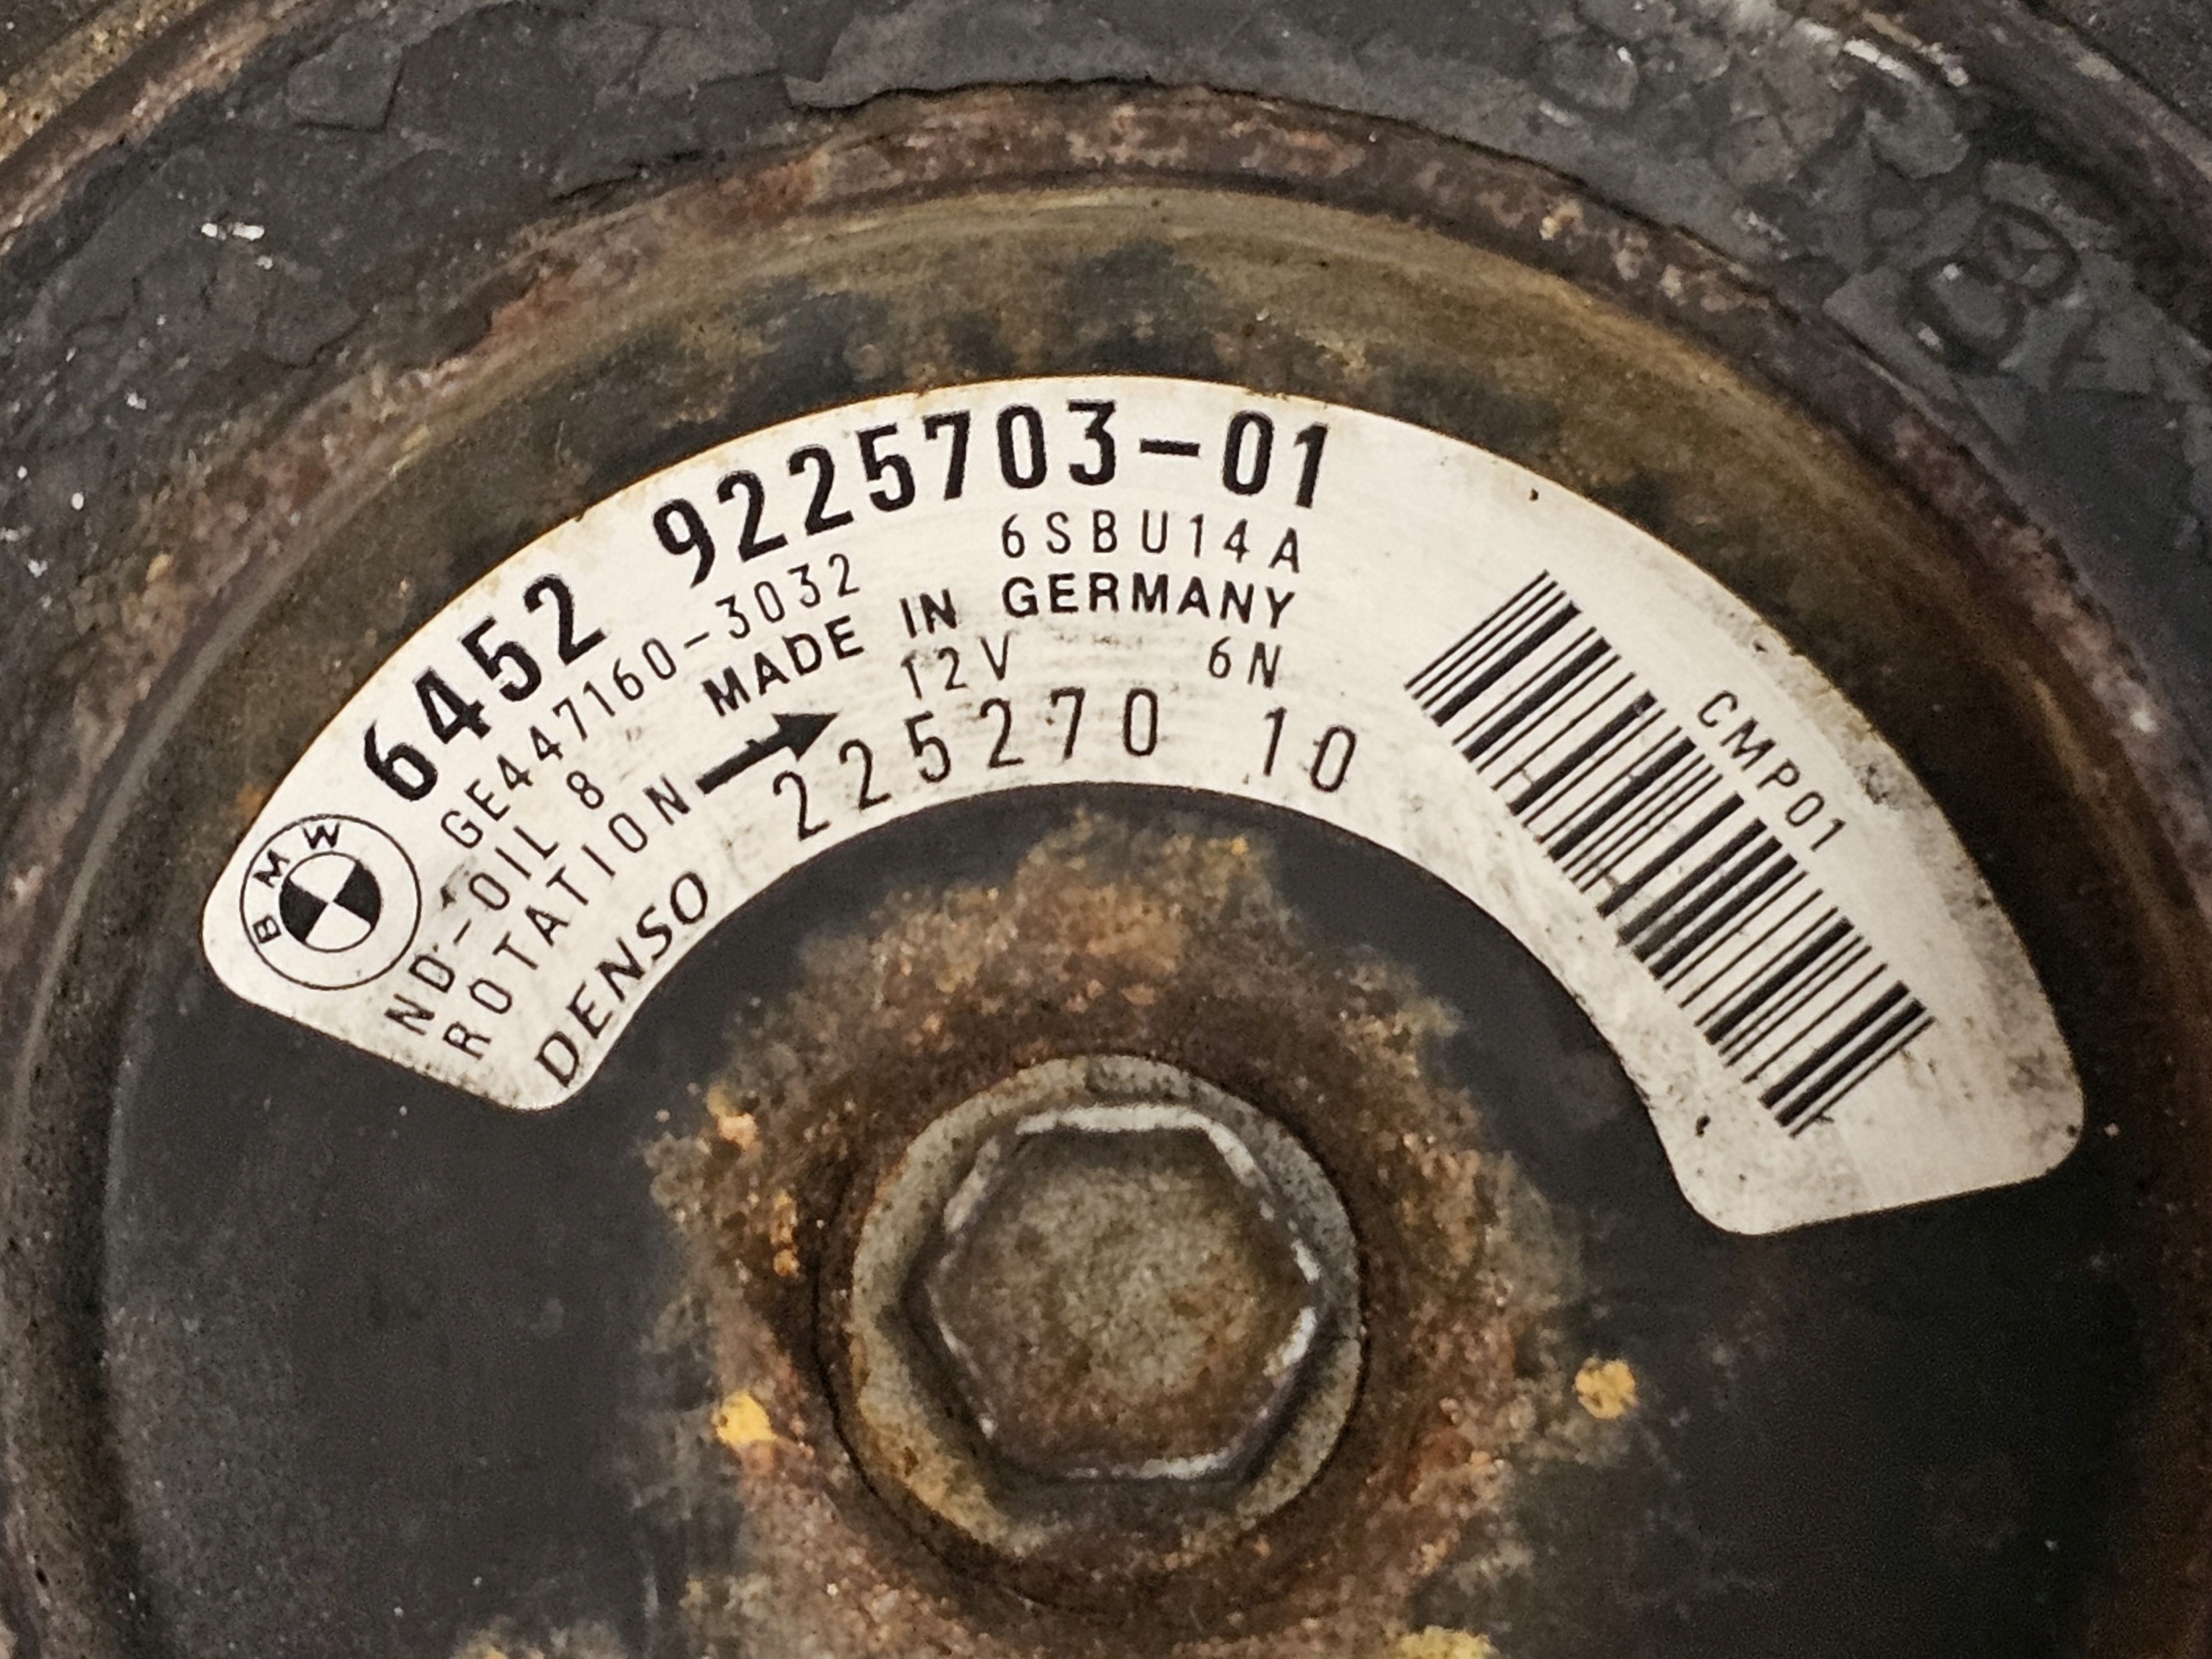 BMW
6452 9225703-01
GE447160-3032 6SBU14A
ND-OIL 8 MADE IN GERMANY
ROTATION 12V 6N
DENSO 225270 10
CMP01